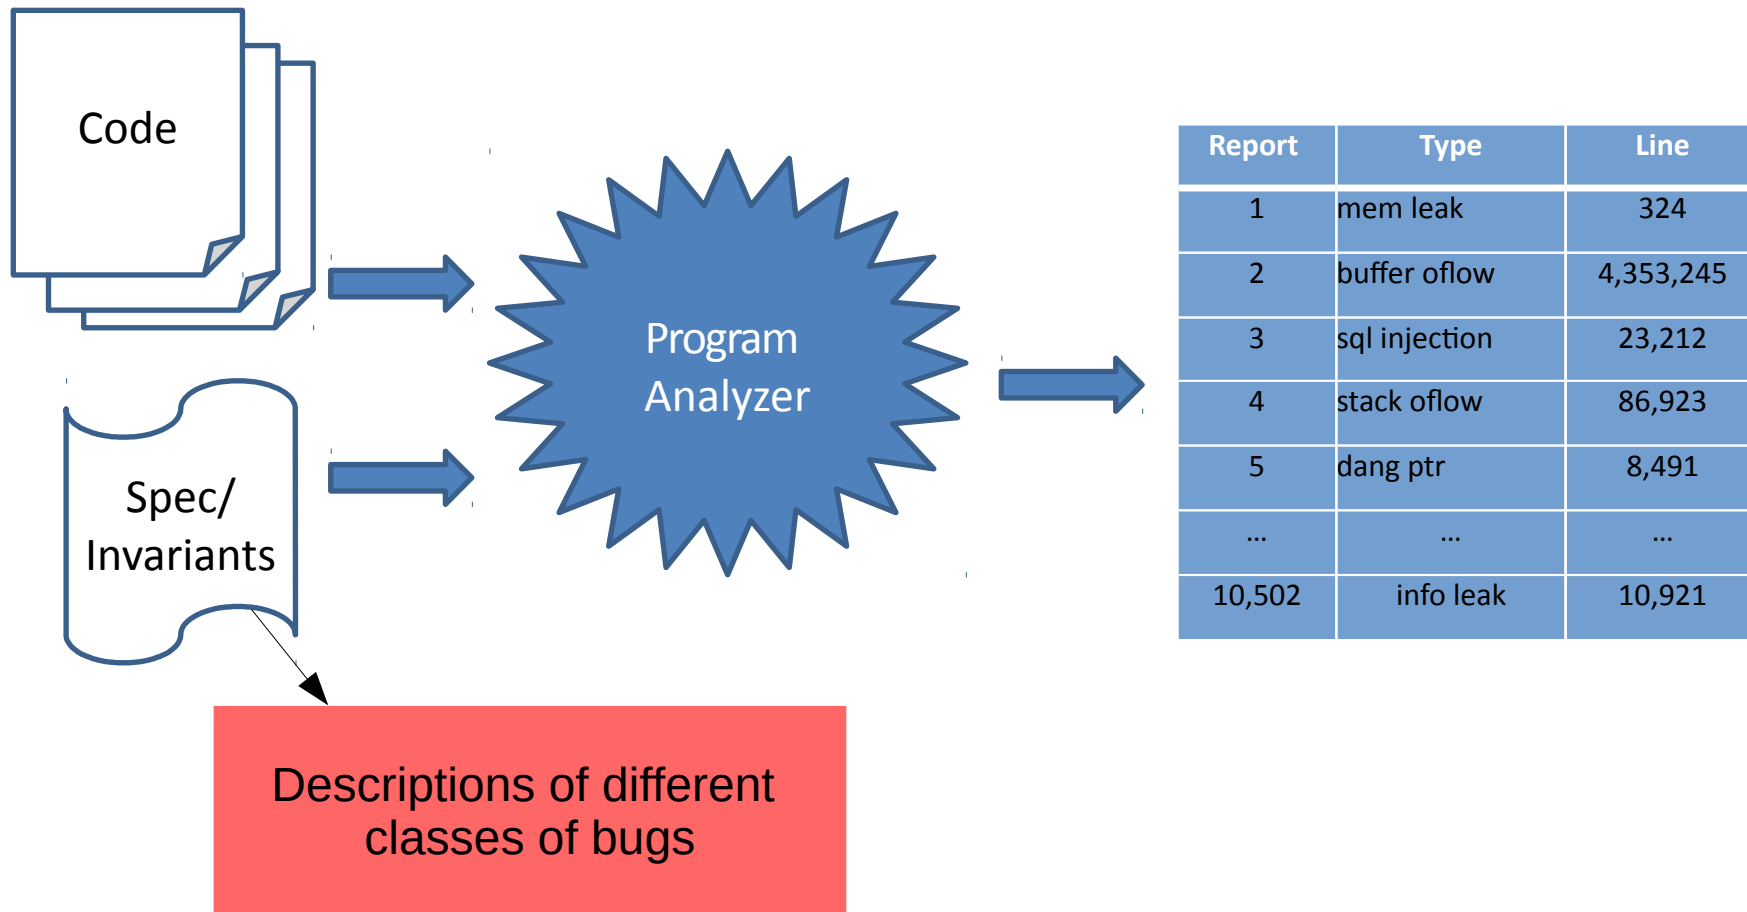 Code
Spec/
Invariants
Program
Analyzer
Report Type Line
1 mem leak 324
2 buffer oflow 4,353,245
3 sql injection 23,212
4 stack oflow 86,923
5 dang ptr 8,491
... ... ...
10,502 info leak 10,921
Descriptions of different
classes of bugs